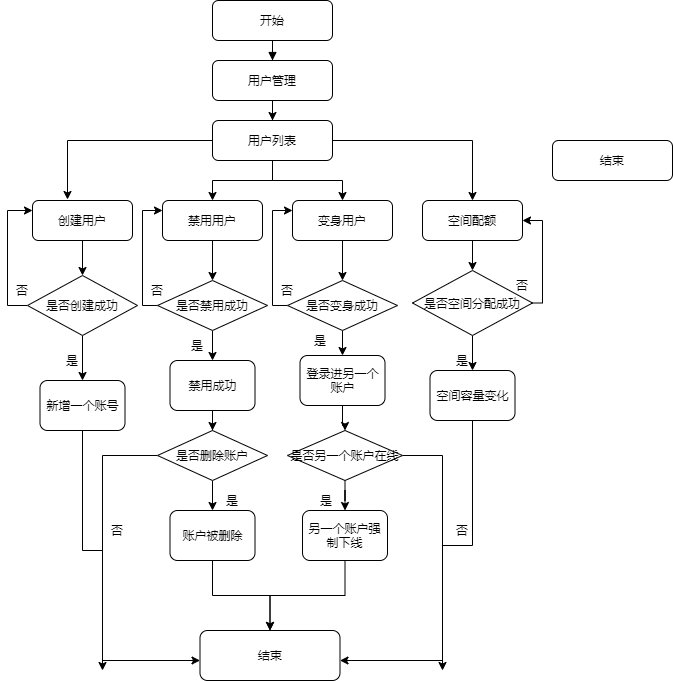 开始
用户管理
用户列表
结束
创建用户
禁用用户
变身用户
空间配额
否
否
否
否
是否创建成功
是否禁用成功
是否变身成功
是否空间分配成功
是
是
是
是
新增一个账号
禁用成功
登录进另一个
账户
空间容量变化
是否删除账户
是否另一个账户在线
是
是
否
否
账户被删除
另一个账户强
制下线
结束